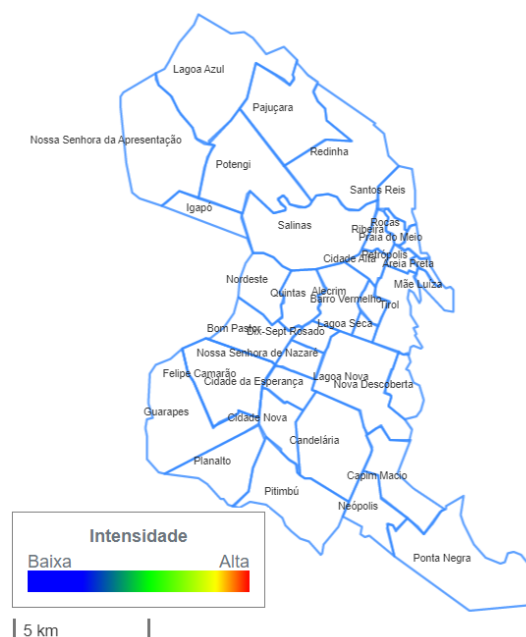 Lagoa Azul
Pajuçara
Nossa Senhora da Apresentação
Redinha
Potengi
Santos Reis
Igapó
Salinas
Rocas
Ribeira
Praia do Meio
Petrópolis
Cidade Alta
Areia Preta
Nordeste
Mãe Luiza
Quintas
Alecrim
Barro Vermelho
Tirol
Lagoa Seca
Bom Pastor
Dix-Sept Rosado
Nossa Senhora de Nazaré
Felipe Camarão
Lagoa Nova
Cidade da Esperança
Nova Descoberta
Guarapes
Cidade Nova
Candelária
Planalto
Capim Macio
Pitimbú
Neópolis
Ponta Negra
Intensidade
Baixa Alta
5 km